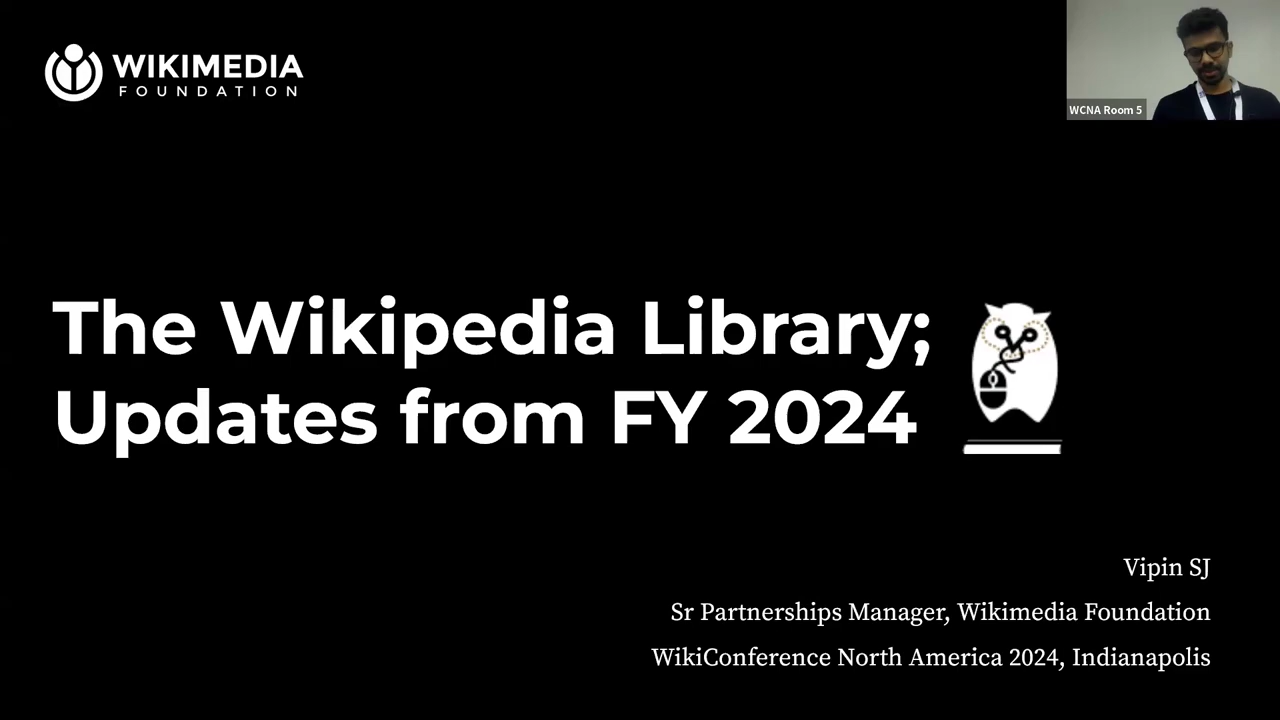 WIKIMEDIA
FOUNDATION
WCNA Room 5
The Wikipedia Library;
Updates from FY 2024
Vipin SJ
Sr Partnerships Manager, Wikimedia Foundation
WikiConference North America 2024, Indianapolis